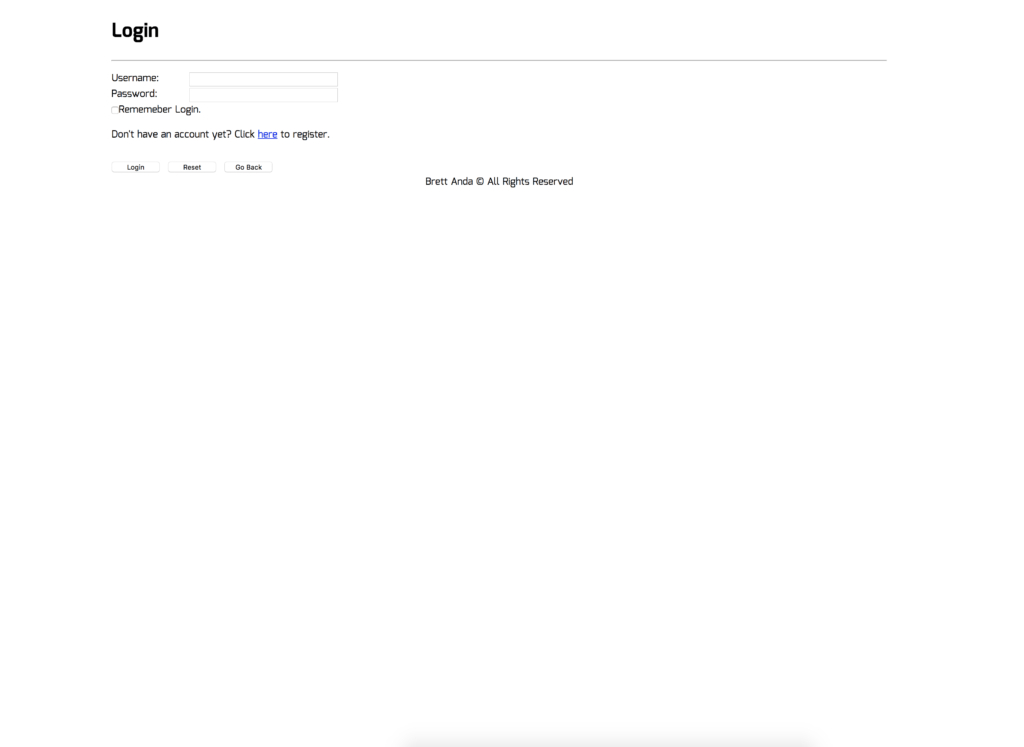 Login
Username:
Password:
Rememeber Login.
Don't have an account yet? Click here to register.
Login Reset Go Back
Brett Anda © All Rights Reserved